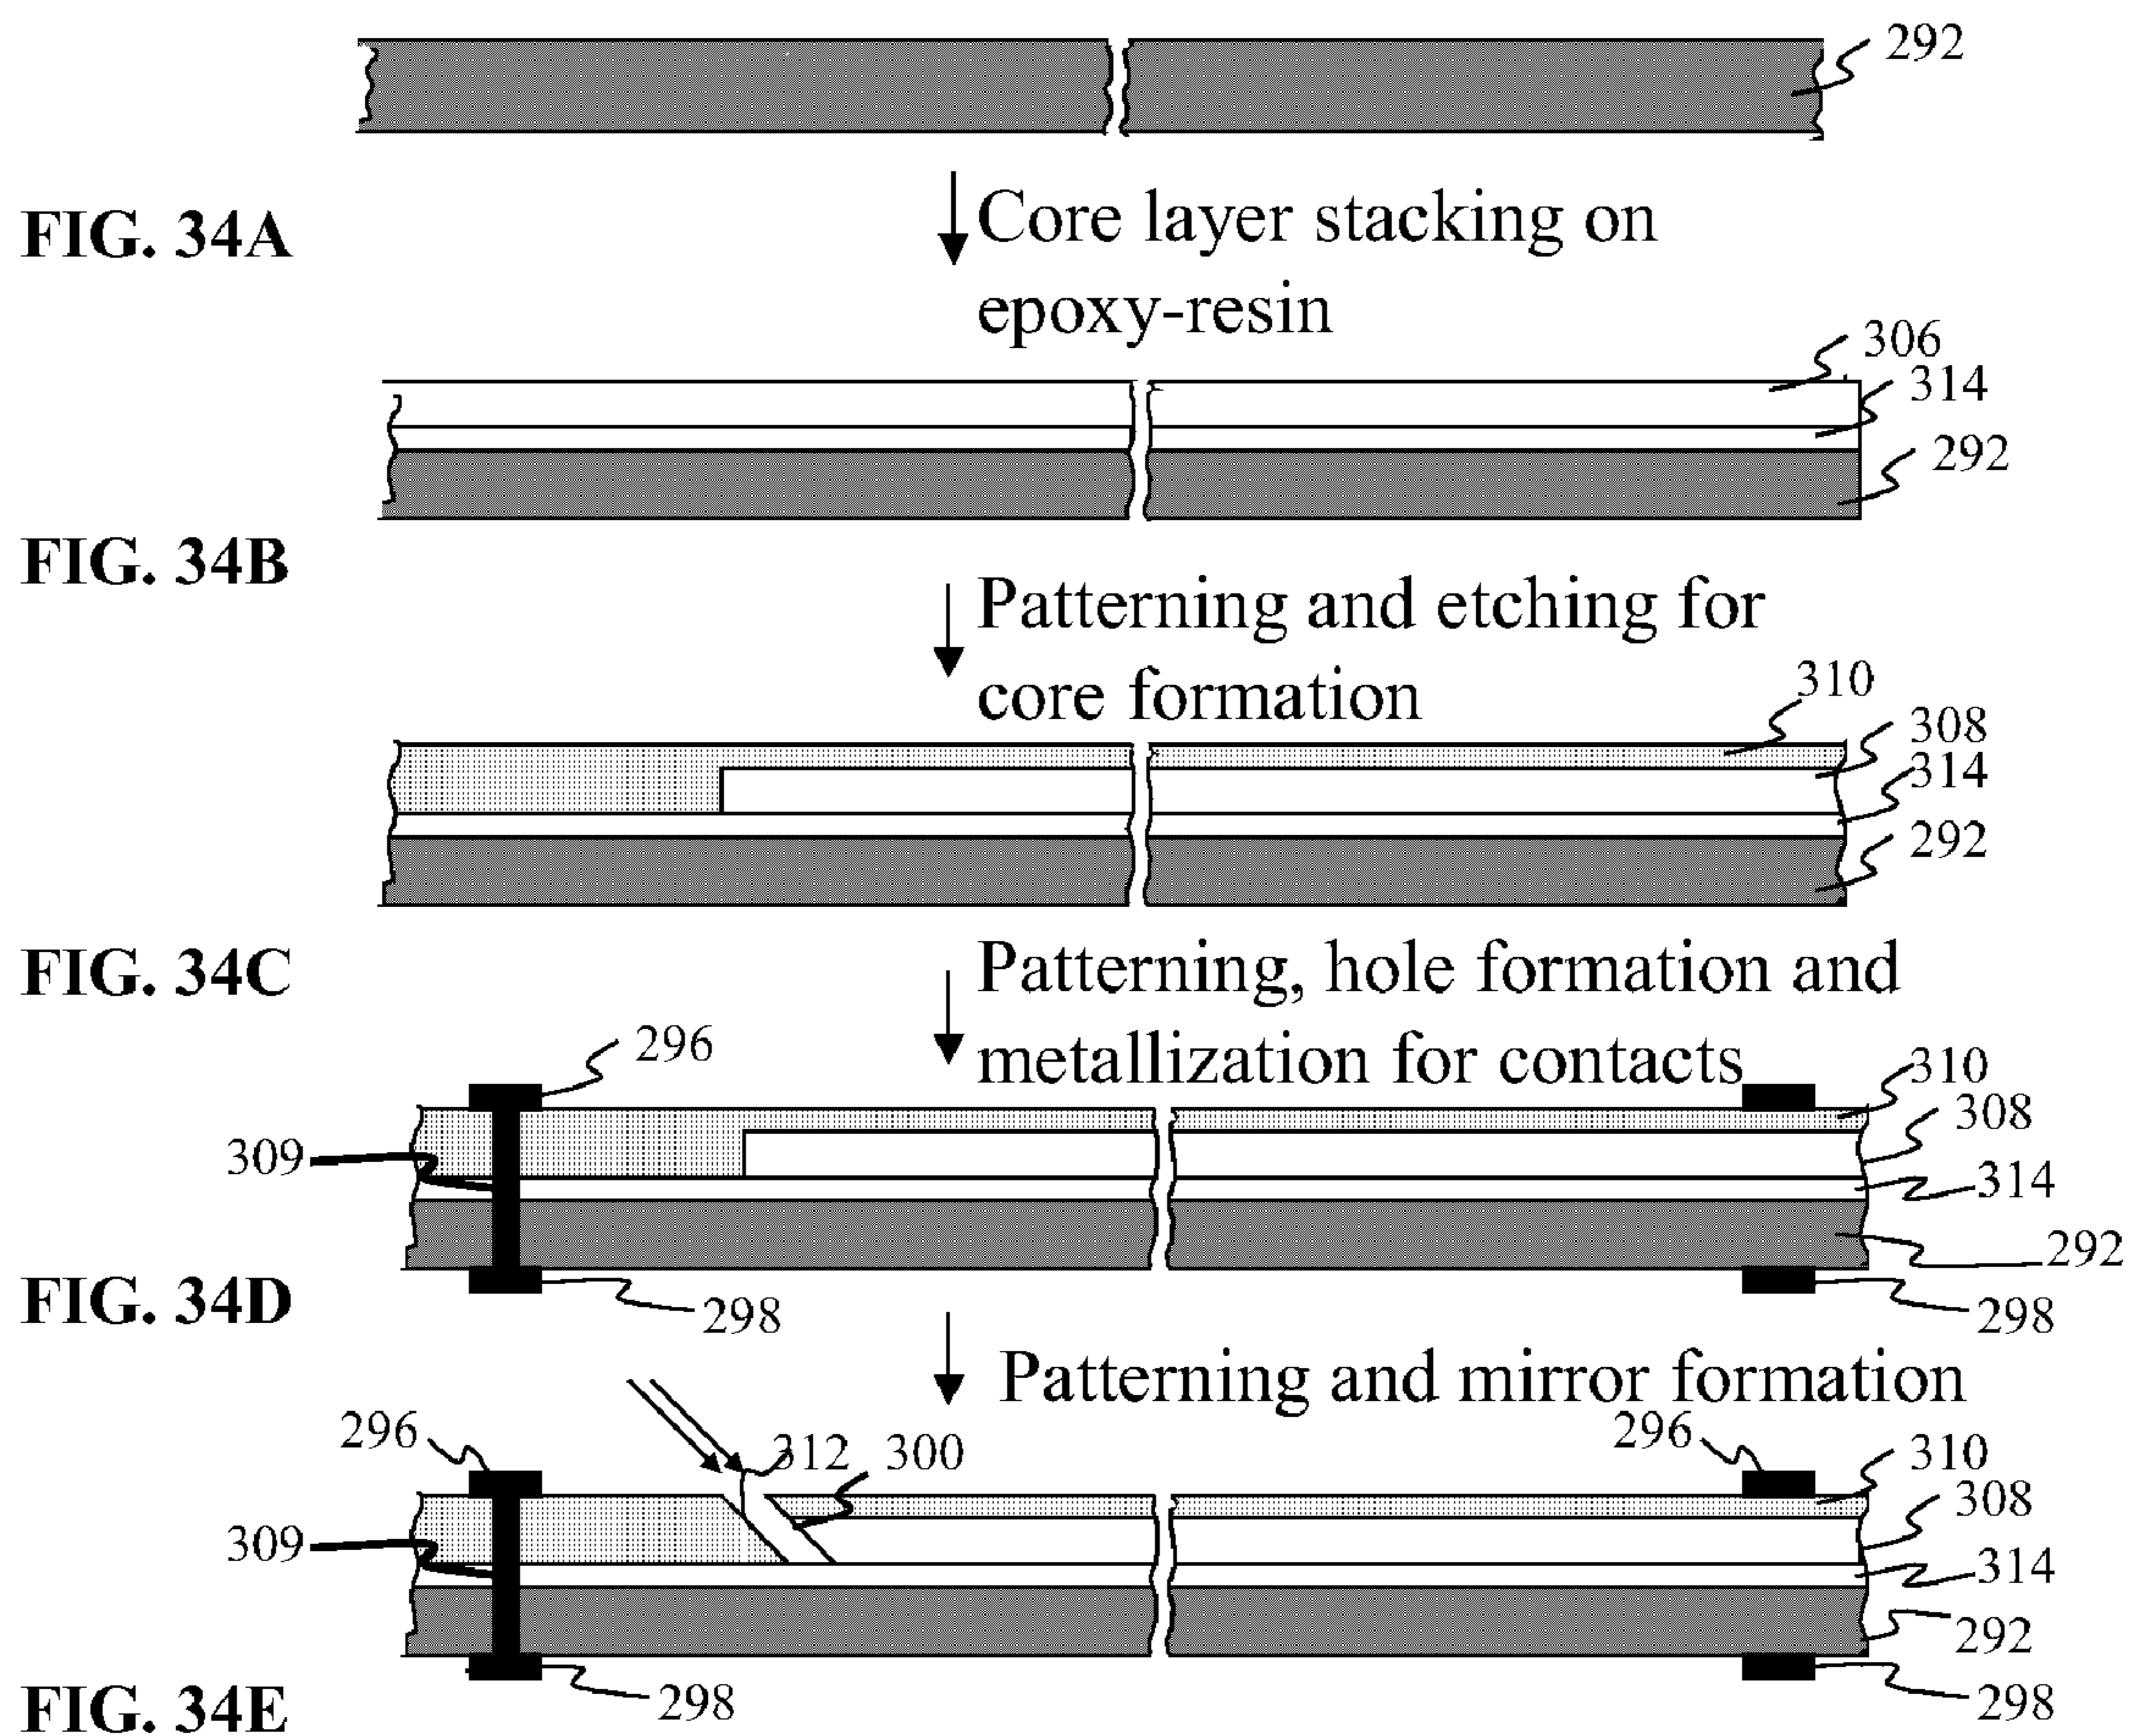 292
FIG. 34A
Core layer stacking on
epoxy-resin
306
314
292
FIG. 34B
Patterning and etching for
core formation
310
308
314
292
FIG. 34C
Patterning, hole formation and
metallization for contacts
296
310
308
309
314
292
298
298
FIG. 34D
Patterning and mirror formation
296
312
300
296
310
308
309
314
292
298
298
FIG. 34E